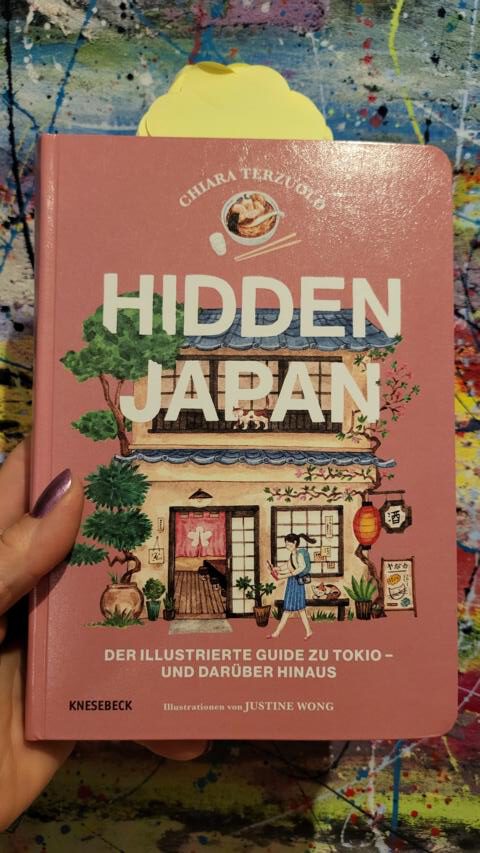 CHIARA TERZUOLO
HIDDEN
JAPAN
酒
DER ILLUSTRIERTE GUIDE ZU TOKIO –
UND DARÜBER HINAUS
KNESEBECK
Illustrationen von JUSTINE WONG